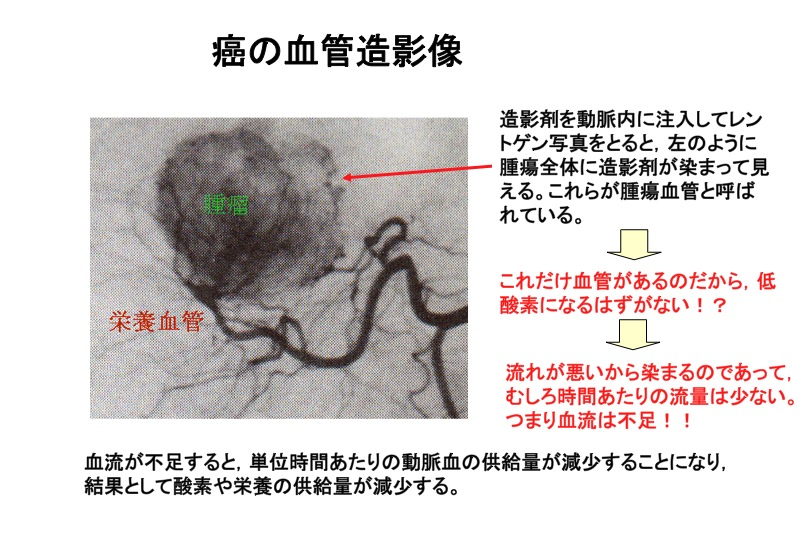 癌の血管造影像
造影剤を動脈内に注入してレン
トゲン写真をとると，左のように
腫瘍全体に造影剤が染まって見
える。これらが腫瘍血管と呼ば
れている。
腫瘤
これだけ血管があるのだから，低
酸素になるはずがない！？
栄養血管
流れが悪いから染まるのであって，
むしろ時間あたりの流量は少ない。
つまり血流は不足！！
血流が不足すると，単位時間あたりの動脈血の供給量が減少することになり，
結果として酸素や栄養の供給量が減少する。